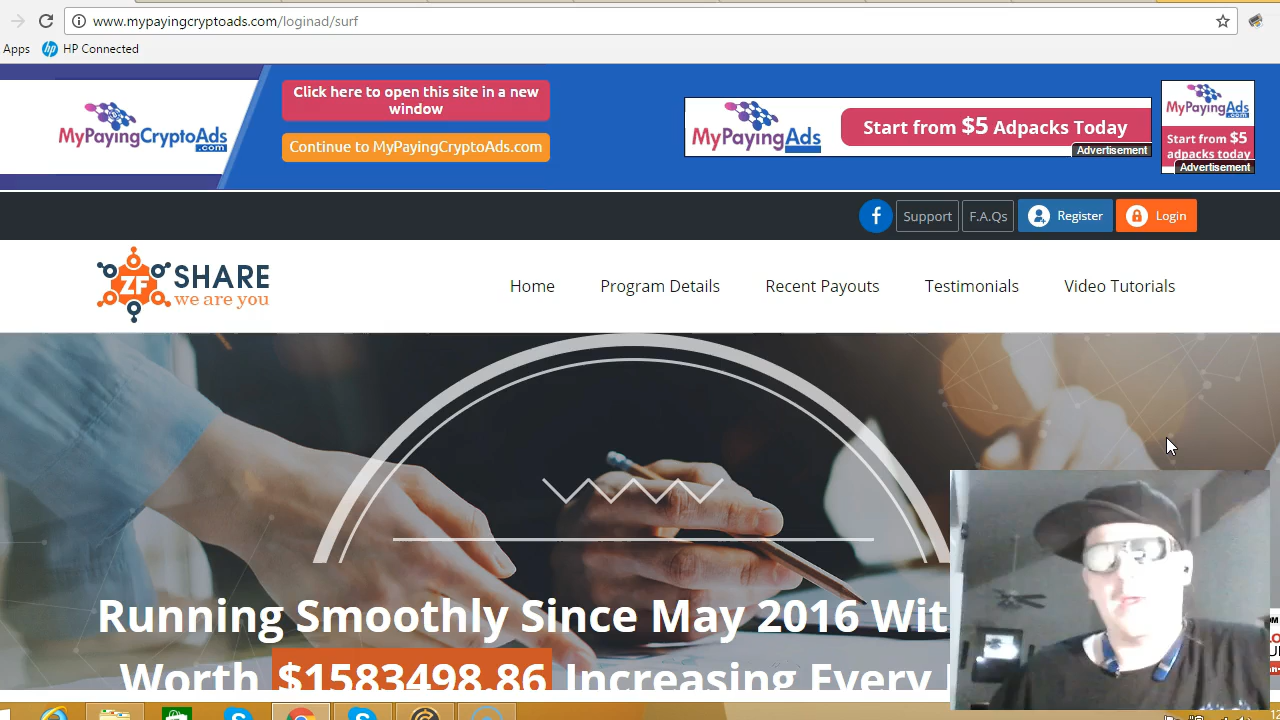 www.mypayingcryptoads.com/loginad/surf
Apps
hp
HP Connected
MyPayingCryptoAds
.com
Click here to open this site in a new
window
Continue to MyPayingCryptoAds.com
MyPayingAds
Start from $5 Adpacks Today
Advertisement
MyPayingAds
.com
Start from $5
adpacks today
Advertisement
f
Support
F.A.Qs
Register
Login
ZF
SHARE
we are you
Home
Program Details
Recent Payouts
Testimonials
Video Tutorials
Running Smoothly Since May 2016 Wit
Worth $1583498.86 Increasing Every